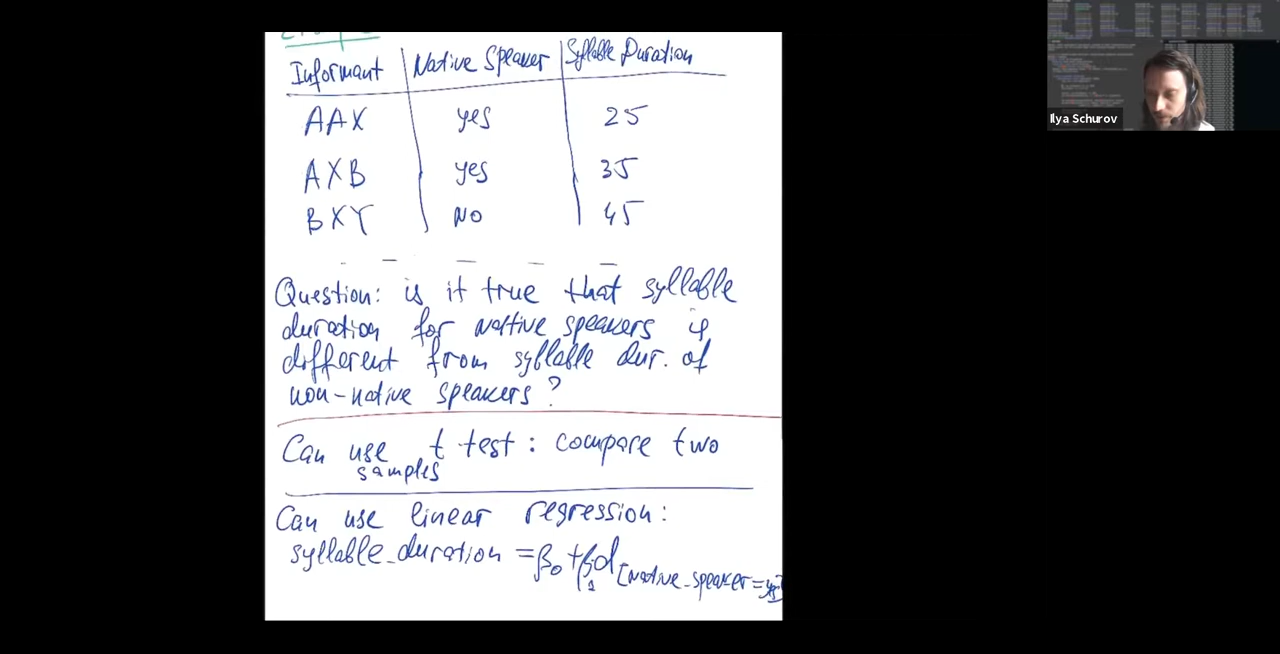 Informant Native Speaker Syllable Duration
AAX yes 25
AXB yes 35
BXY No 45
Question: is it true that syllable
duration for native speakers is
different from syllable dur. of
non-native speakers?
Can use t test: compare two
samples
Can use linear regression:
syllable_duration = β₀ + β₁d[native_speaker=yes]
Ilya Schurov